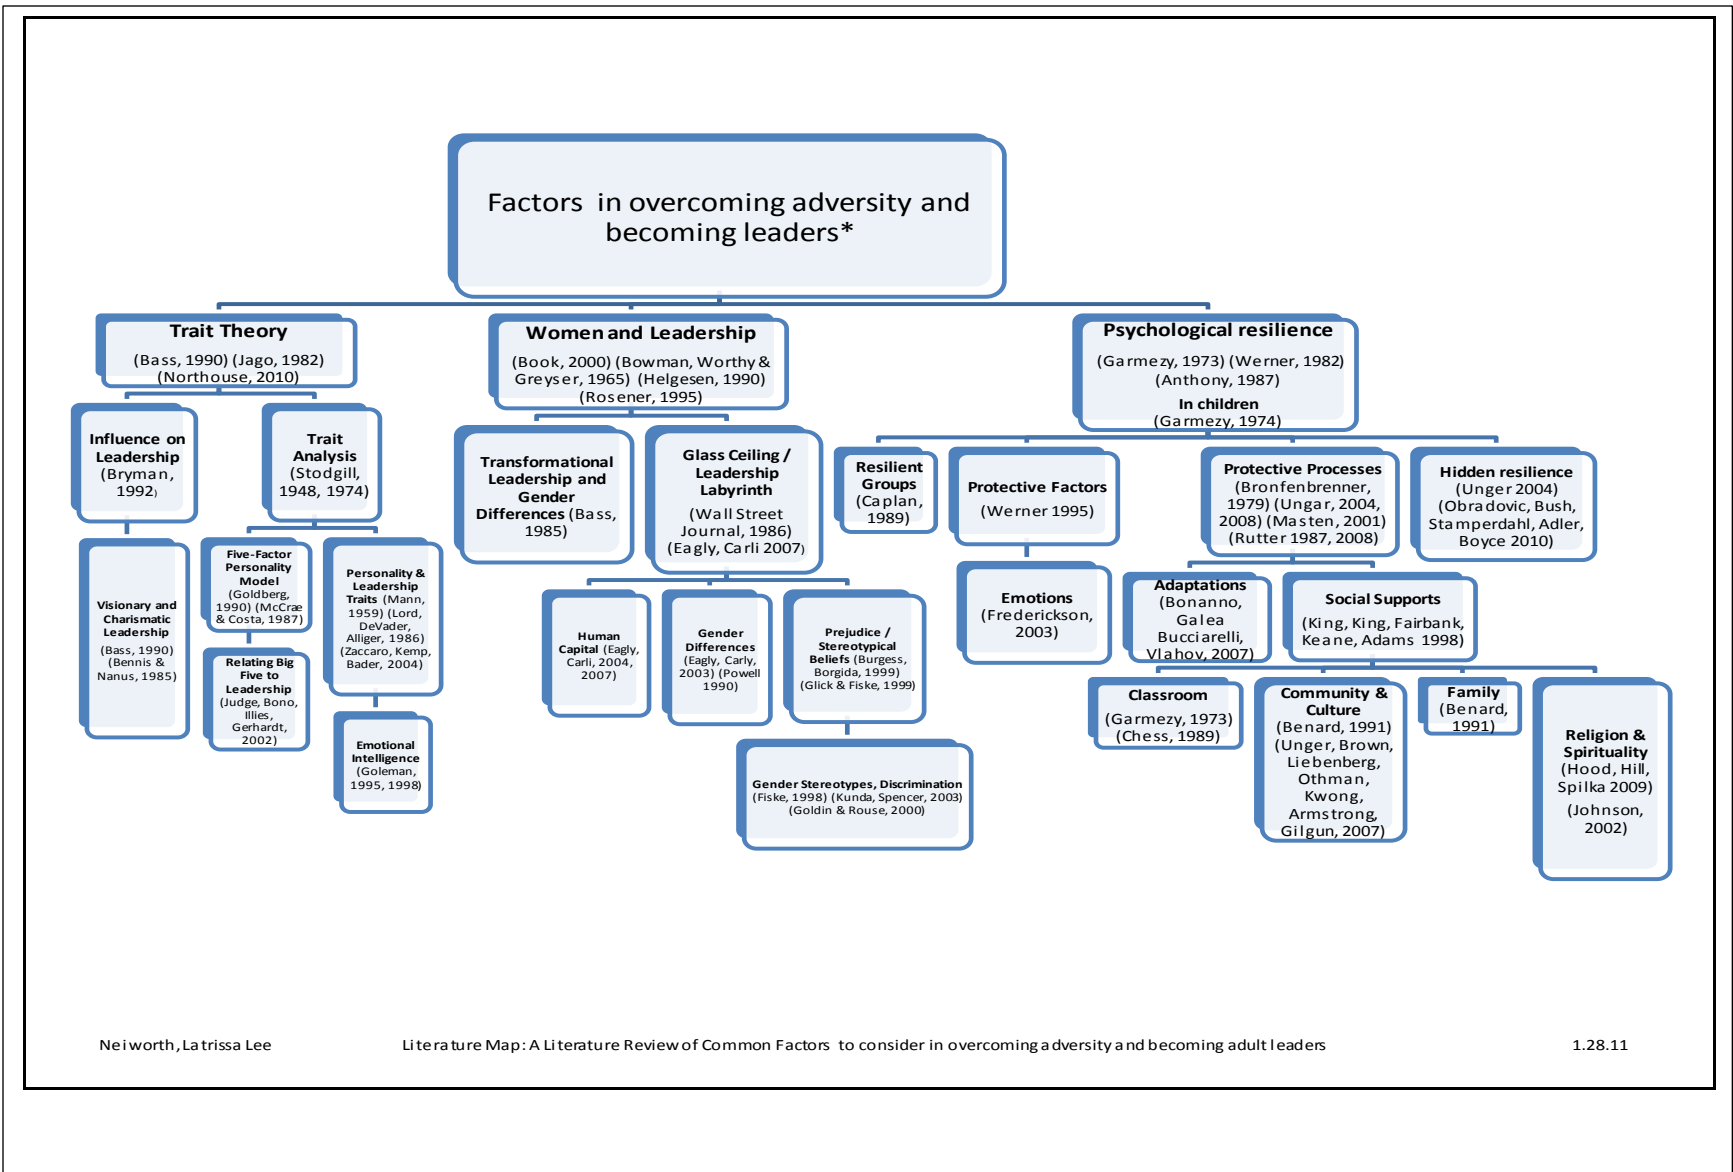 Factors in overcoming adversity and
becoming leaders*
Trait Theory
(Bass, 1990) (Jago, 1982)
(Northouse, 2010)
Women and Leadership
(Book, 2000) (Bowman, Worthy &
Greyser, 1965) (Helgesen, 1990)
(Rosener, 1995)
Psychological resilience
(Garmezy, 1973) (Werner, 1982)
(Anthony, 1987)
In children
(Garmezy, 1974)
Influence on
Leadership
(Bryman,
1992)
Trait
Analysis
(Stodgill,
1948, 1974)
Transformational
Leadership and
Gender
Differences (Bass,
1985)
Glass Ceiling /
Leadership
Labyrinth
(Wall Street
Journal, 1986)
(Eagly, Carli 2007)
Resilient
Groups
(Caplan,
1989)
Protective Factors
(Werner 1995)
Protective Processes
(Bronfenbrenner,
1979) (Ungar, 2004,
2008) (Masten, 2001)
(Rutter 1987, 2008)
Hidden resilience
(Unger 2004)
(Obradovic, Bush,
Stamperdahl, Adler,
Boyce 2010)
Visionary and
Charismatic
Leadership
(Bass, 1990)
(Bennis &
Nanus, 1985)
Five-Factor
Personality
Model
(Goldberg,
1990) (McCrae
& Costa, 1987)
Personality &
Leadership
Traits (Mann,
1959) (Lord,
DeVader,
Alliger, 1986)
(Zaccaro, Kemp,
Bader, 2004)
Relating Big
Five to
Leadership
(Judge, Bono,
Illies,
Gerhardt,
2002)
Emotional
Intelligence
(Goleman,
1995, 1998)
Human
Capital (Eagly,
Carli, 2004,
2007)
Gender
Differences
(Eagly, Carly,
2003) (Powell
1990)
Prejudice /
Stereotypical
Beliefs (Burgess,
Borgida, 1999)
(Glick & Fiske, 1999)
Gender Stereotypes, Discrimination
(Fiske, 1998) (Kunda, Spencer, 2003)
(Goldin & Rouse, 2000)
Emotions
(Frederickson,
2003)
Adaptations
(Bonanno,
Galea
Bucciarelli,
Vlahov, 2007)
Social Supports
(King, King, Fairbank,
Keane, Adams 1998)
Classroom
(Garmezy, 1973)
(Chess, 1989)
Community &
Culture
(Benard, 1991)
(Unger, Brown,
Liebenberg,
Othman,
Kwong,
Armstrong,
Gilgun, 2007)
Family
(Benard,
1991)
Religion &
Spirituality
(Hood, Hill,
Spilka 2009)
(Johnson,
2002)
Neiworth, Latrissa Lee
Literature Map: A Literature Review of Common Factors to consider in overcoming adversity and becoming adult leaders
1.28.11